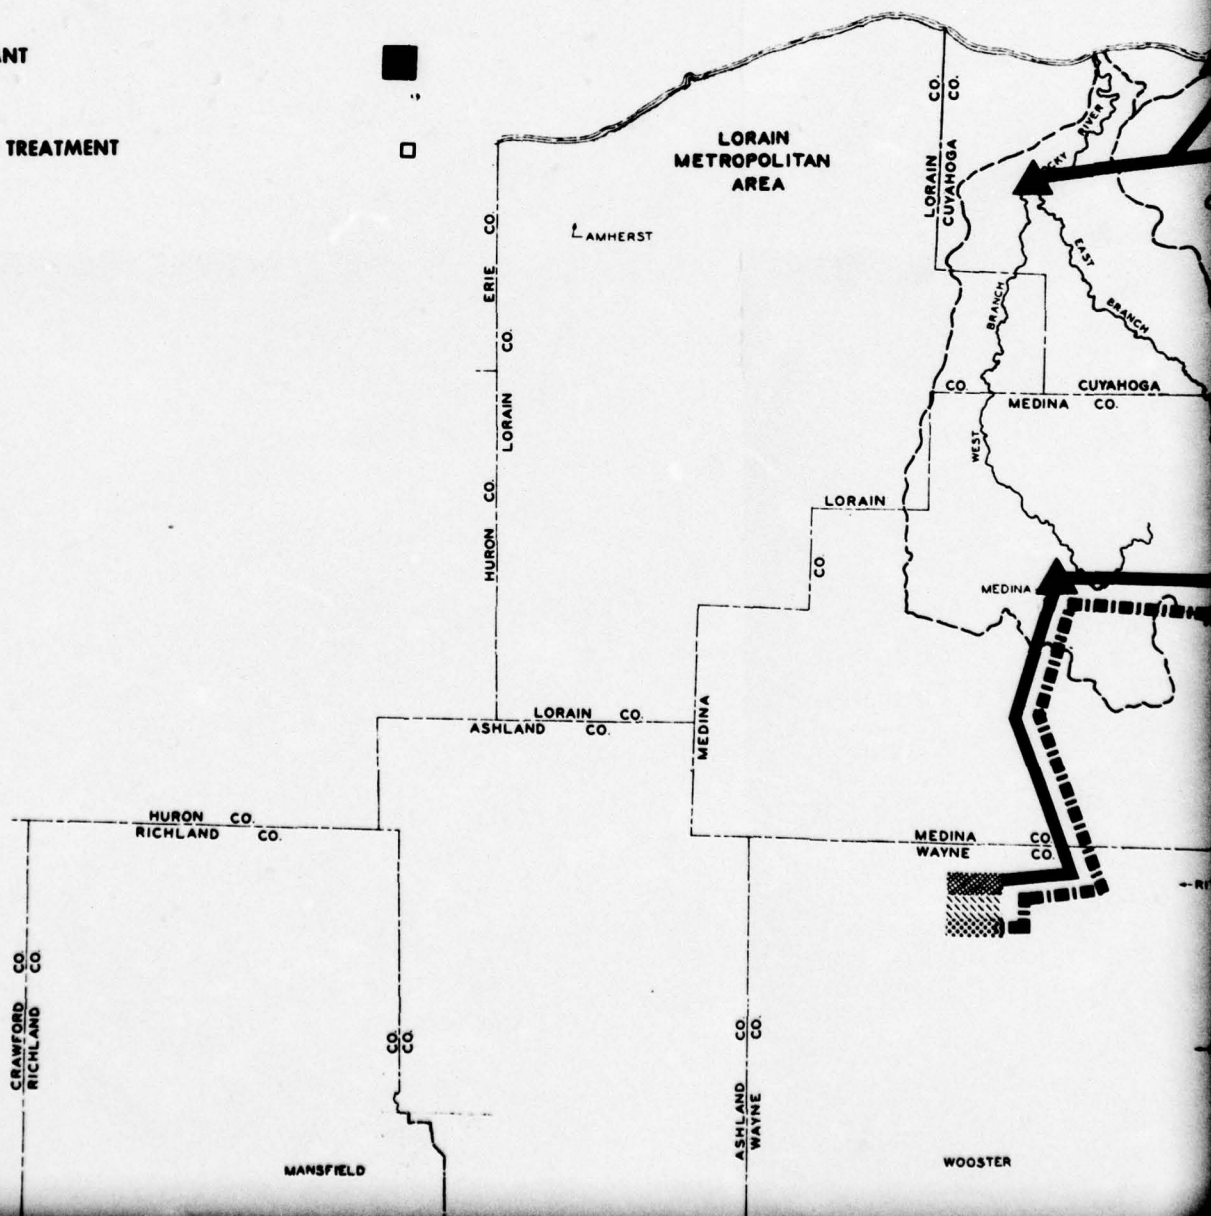 TREATMENT
LORAIN
METROPOLITAN
AREA
AMHERST
LORAIN CO.
CUYAHOGA CO.
RIVER
EAST
BRANCH
WEST
BRANCH
ERIE CO.
LORAIN CO.
HURON CO.
CO. CUYAHOGA
MEDINA CO.
LORAIN
CO.
MEDINA
MEDINA
LORAIN CO.
ASHLAND CO.
HURON CO.
RICHLAND CO.
MEDINA CO.
WAYNE CO.
CRAWFORD CO.
RICHLAND CO.
CO.
CO.
ASHLAND CO.
WAYNE CO.
MANSFIELD
WOOSTER